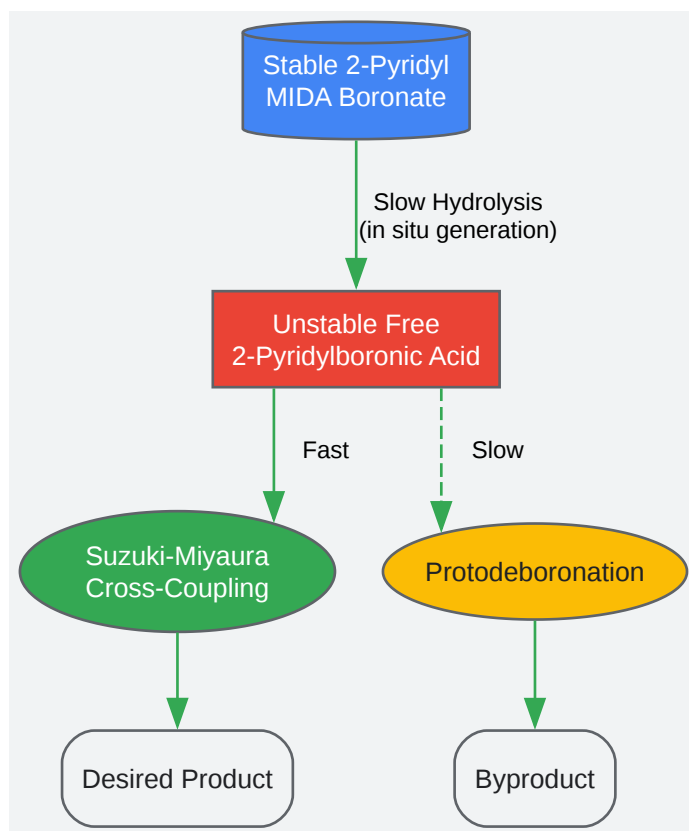 Stable 2-Pyridyl
MIDA Boronate
Slow Hydrolysis
(in situ generation)
Unstable Free
2-Pyridylboronic Acid
Fast
Slow
Suzuki-Miyaura
Cross-Coupling
Protodeboronation
Desired Product
Byproduct